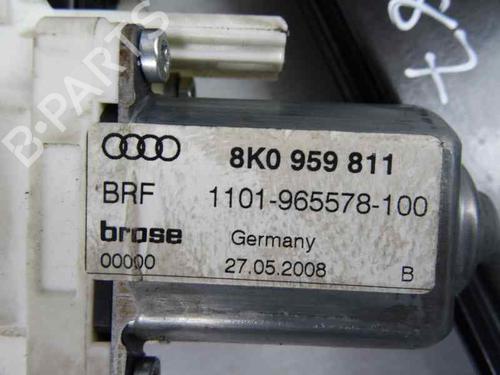 B-PARTS
8K0 959 811
BRF 1101-965578-100
brose Germany
00000 27.05.2008 B